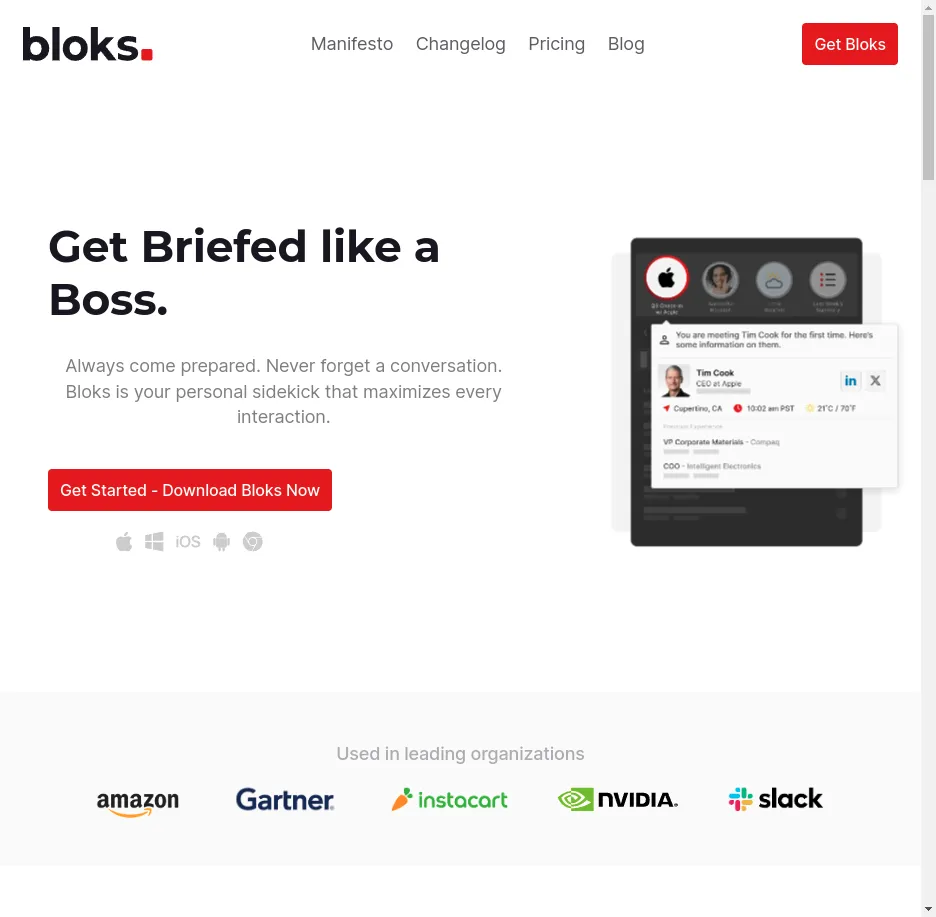 bloks.
Manifesto Changelog Pricing Blog
Get Bloks
Get Briefed like a
Boss.
Always come prepared. Never forget a conversation.
Bloks is your personal sidekick that maximizes every
interaction.
Get Started - Download Bloks Now
iOS
You are meeting Tim Cook for the first time. Here's
some information on them.
Tim Cook
CEO at Apple
in X
Cupertino, CA 10:02 am PST 21°C / 70°F
Previous Experience
VP Corporate Materials - Compaq
COO - Intelligent Electronics
Used in leading organizations
amazon Gartner instacart NVIDIA. slack